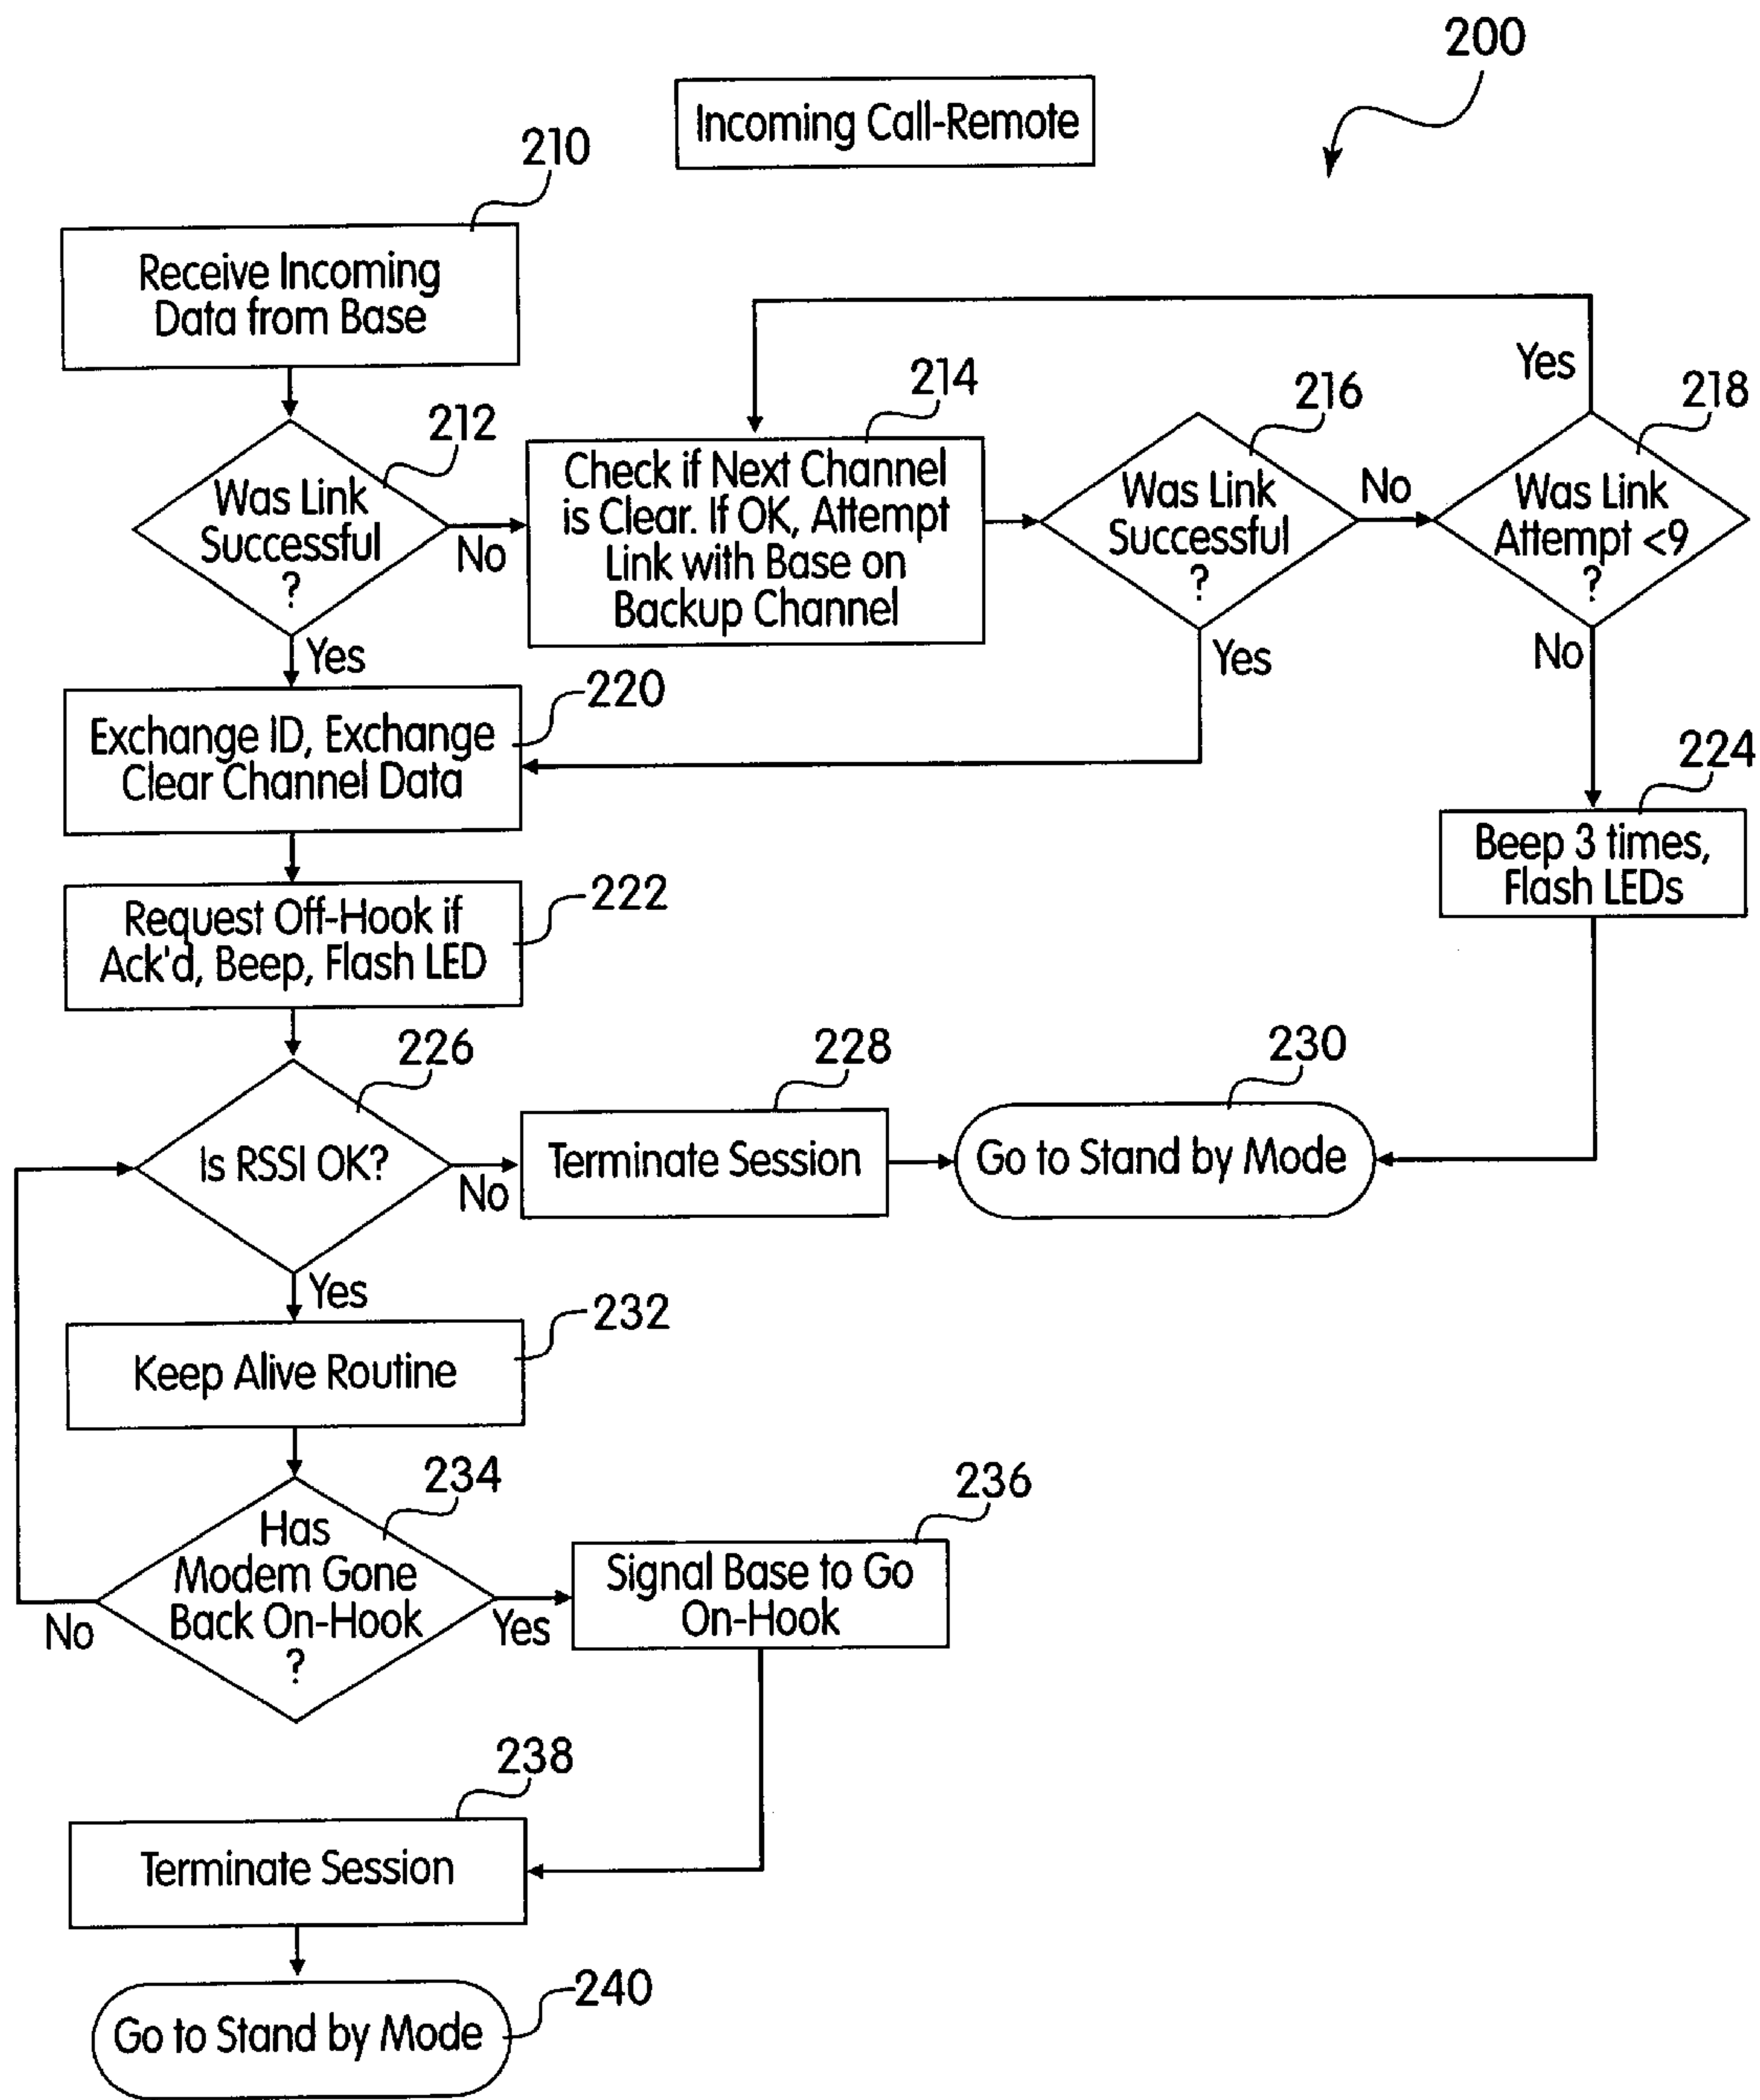 200
Incoming Call-Remote
210
Receive Incoming
Data from Base
212
Was Link
Successful
?
No
Yes
214
Check if Next Channel
is Clear. If OK, Attempt
Link with Base on
Backup Channel
216
Was Link
Successful
?
No
Yes
218
Was Link
Attempt <9
?
Yes
No
220
Exchange ID, Exchange
Clear Channel Data
222
Request Off-Hook if
Ack'd, Beep, Flash LED
224
Beep 3 times,
Flash LEDs
226
Is RSSI OK?
No
Yes
228
Terminate Session
230
Go to Stand by Mode
232
Keep Alive Routine
234
Has
Modem Gone
Back On-Hook
?
No
Yes
236
Signal Base to Go
On-Hook
238
Terminate Session
240
Go to Stand by Mode